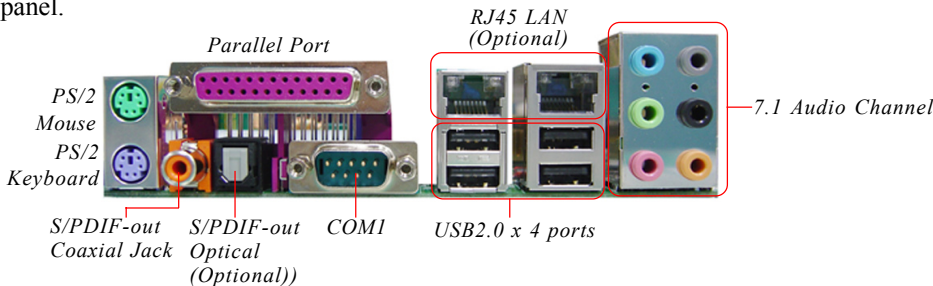 panel.
RJ45 LAN
(Optional)
Parallel Port
PS/2
Mouse
PS/2
Keyboard
7.1 Audio Channel
S/PDIF-out
Coaxial Jack
S/PDIF-out
Optical
(Optional))
COM1
USB2.0 x 4 ports